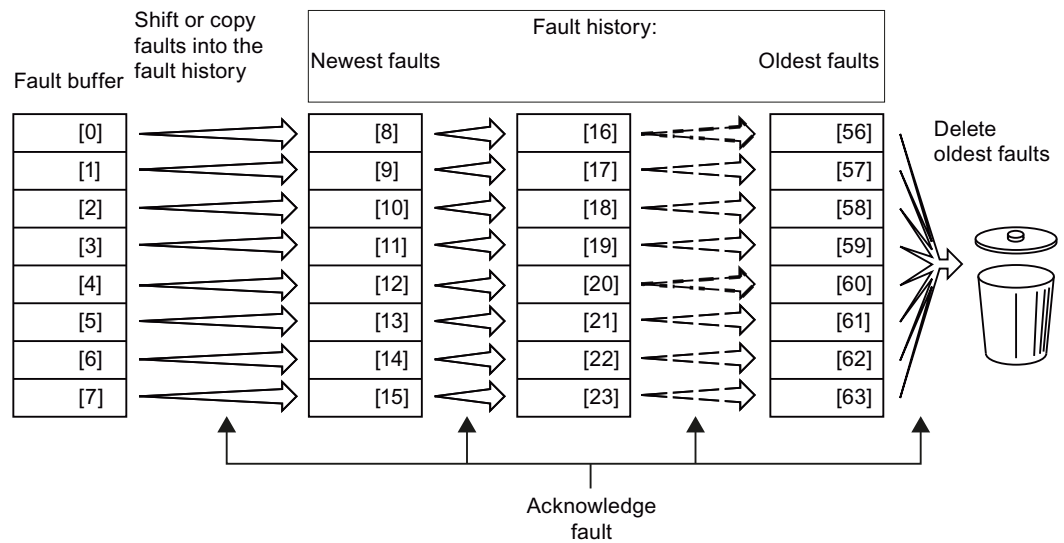 Shift or copy
faults into the
fault history
Fault history:
Newest faults
Oldest faults
Fault buffer
Delete
oldest faults
[0] [8] [16] [56]
[1] [9] [17] [57]
[2] [10] [18] [58]
[3] [11] [19] [59]
[4] [12] [20] [60]
[5] [13] [21] [61]
[6] [14] [22] [62]
[7] [15] [23] [63]
Acknowledge
fault